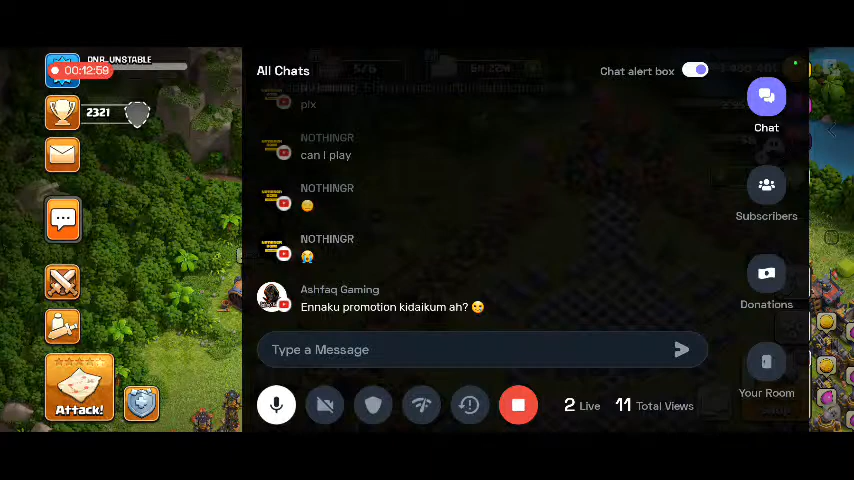 DNR_UNSTABLE
00:12:59
2321
Attack!
All Chats
Chat alert box
plx
NOTHINGR
can I play
NOTHINGR
😑
NOTHINGR
😭
Ashfaq Gaming
Ennaku promotion kidaikum ah? 😋
Type a Message
2 Live
11 Total Views
Chat
Subscribers
Donations
Your Room